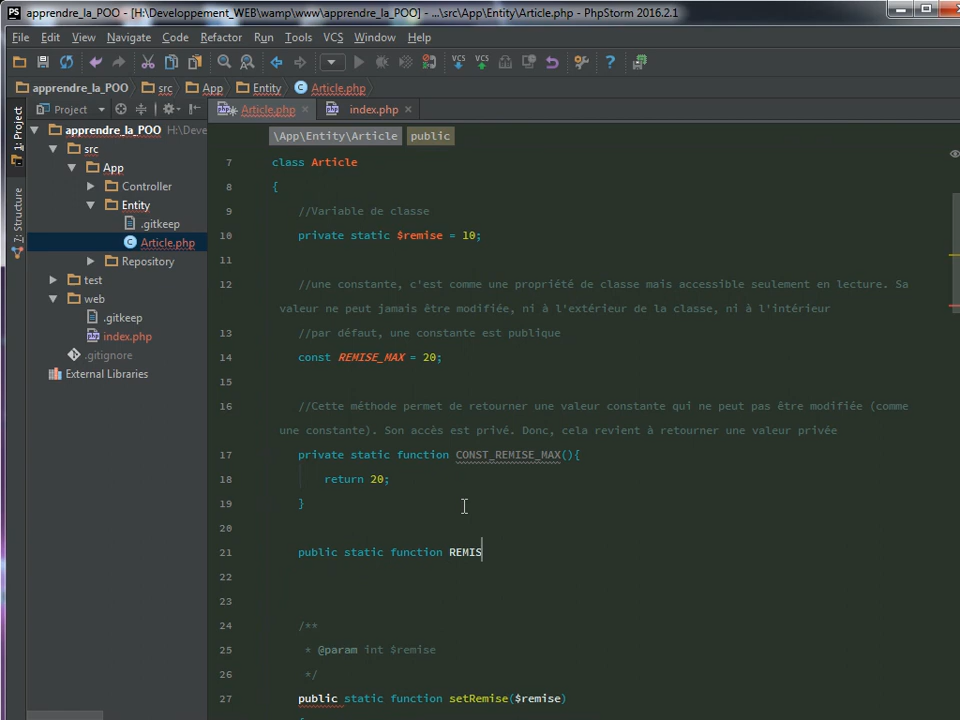 PS apprendre_la_POO - [H:\Developpement_WEB\wamp\www\apprendre_la_POO] - ...\src\App\Entity\Article.php - PhpStorm 2016.2.1
File Edit View Navigate Code Refactor Run Tools VCS Window Help
VCS VCS ?
apprendre_la_POO src App Entity Article.php
Project Article.php index.php
1: Project
7: Structure
apprendre_la_POO H:\Deve
src
App
Controller
Entity
.gitkeep
Article.php
Repository
test
web
.gitkeep
index.php
.gitignore
External Libraries
\App\Entity\Article public
7 class Article
8 {
9 //Variable de classe
10 private static $remise = 10;
11
12 //une constante, c'est comme une propriété de classe mais accessible seulement en lecture. Sa
valeur ne peut jamais être modifiée, ni à l'extérieur de la classe, ni à l'intérieur
13 //par défaut, une constante est publique
14 const REMISE_MAX = 20;
15
16 //Cette méthode permet de retourner une valeur constante qui ne peut pas être modifiée (comme
une constante). Son accès est privé. Donc, cela revient à retourner une valeur privée
17 private static function CONST_REMISE_MAX(){
18 return 20;
19 }
20
21 public static function REMIS
22
23
24 /**
25 * @param int $remise
26 */
27 public static function setRemise($remise)
{